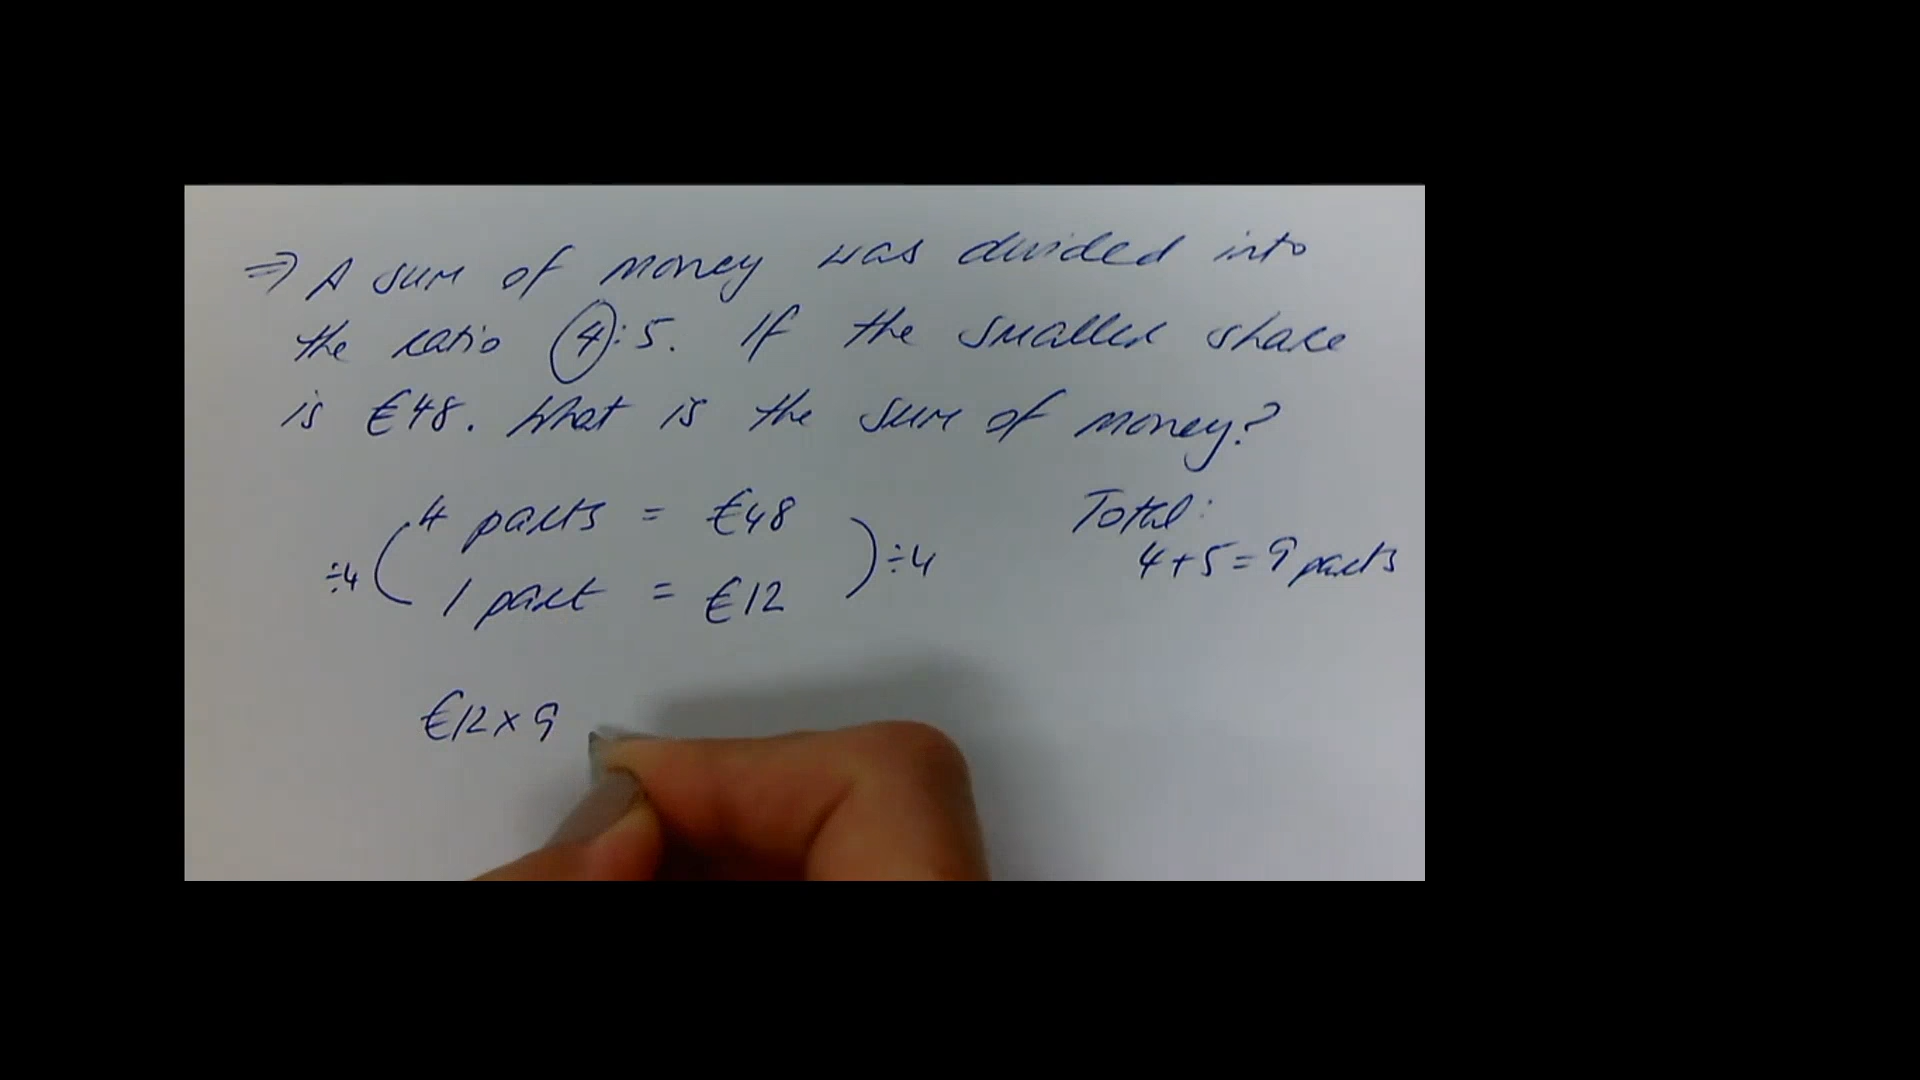 ⇒ A sum of money was divided into
the ratio 4:5. If the smaller share
is €48. What is the sum of money?
4 parts = €48
÷4 1 part = €12 ÷4
Total:
4+5=9 parts
€12×9